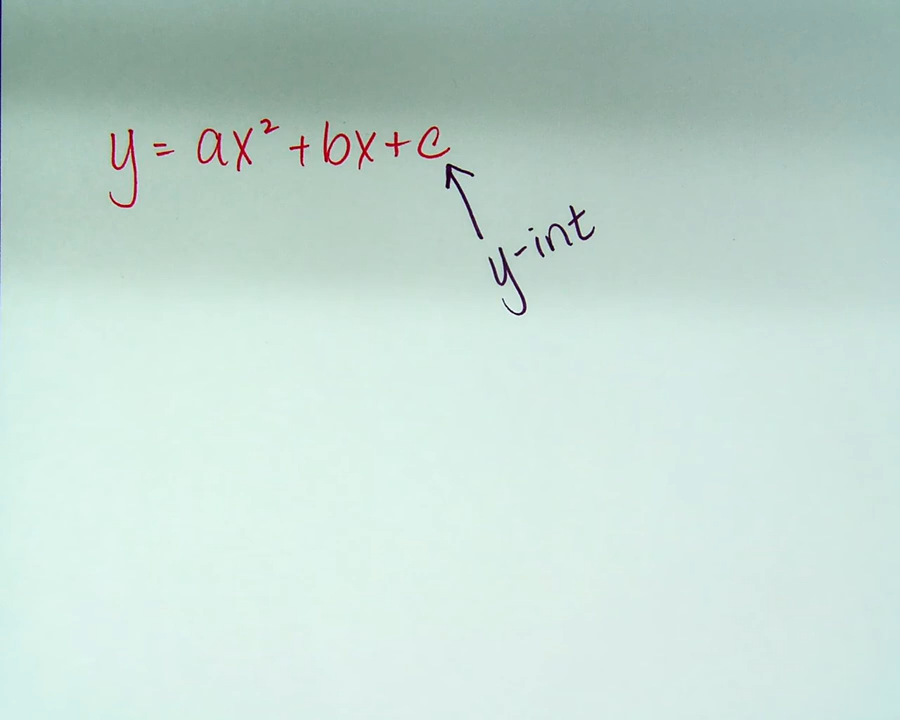 y = ax² + bx + c
y-int